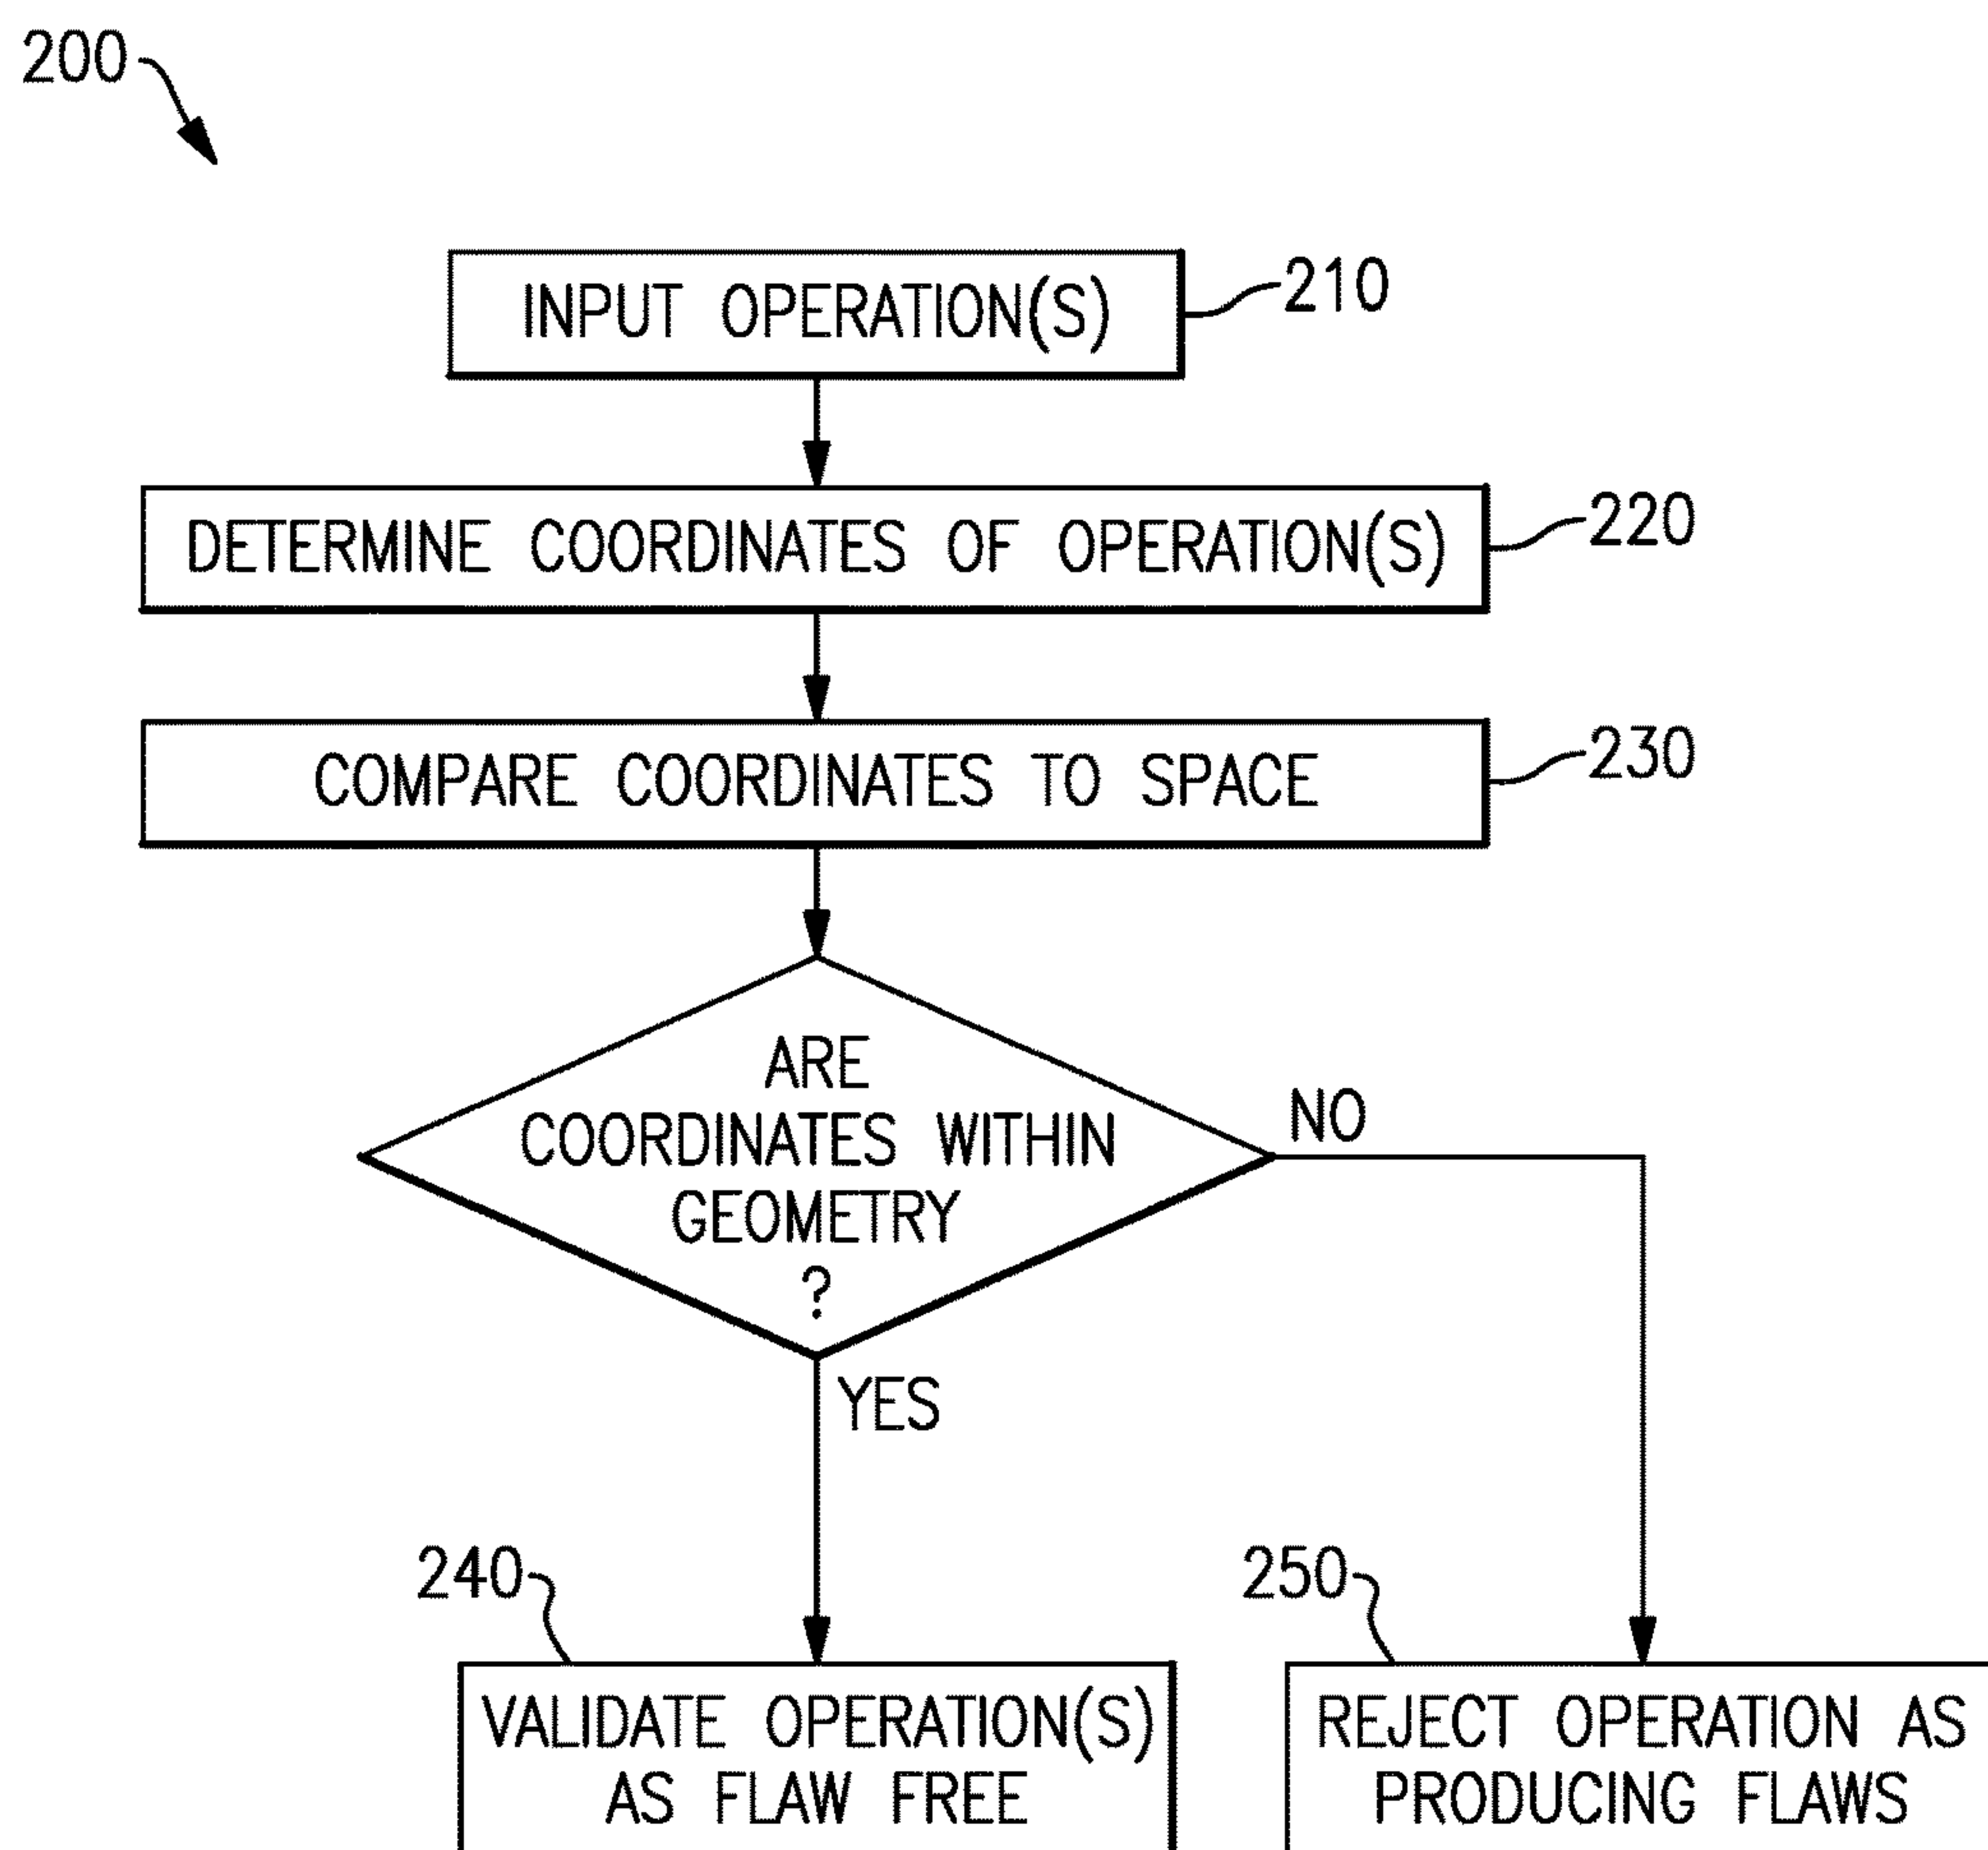 200
INPUT OPERATION(S)
210
DETERMINE COORDINATES OF OPERATION(S)
220
COMPARE COORDINATES TO SPACE
230
ARE
COORDINATES WITHIN
GEOMETRY
?
NO
YES
240
VALIDATE OPERATION(S)
AS FLAW FREE
250
REJECT OPERATION AS
PRODUCING FLAWS